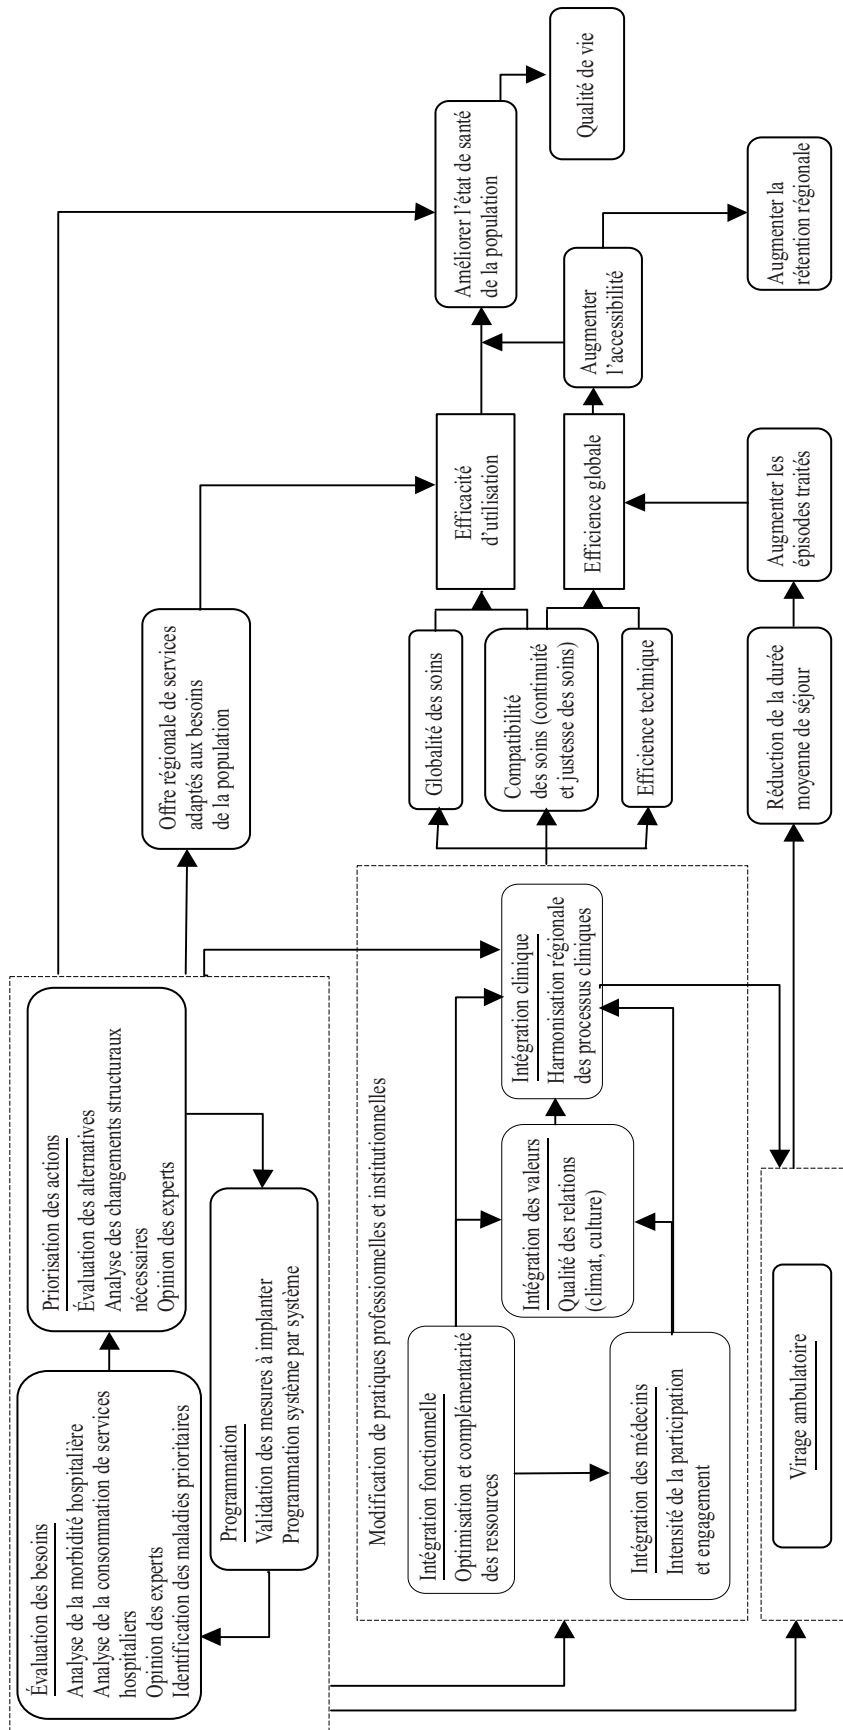 Évaluation des besoins
Analyse de la morbidité hospitalière
Analyse de la consommation de services
hospitaliers
Opinion des experts
Identification des maladies prioritaires
Priorisation des actions
Évaluation des alternatives
Analyse des changements structuraux
nécessaires
Opinion des experts
Programmation
Validation des mesures à implanter
Programmation système par système
Offre régionale de services
adaptés aux besoins
de la population
Modification de pratiques professionnelles et institutionnelles
Intégration fonctionnelle
Optimisation et complémentarité
des ressources
Intégration des valeurs
Qualité des relations
(climat, culture)
Intégration clinique
Harmonisation régionale
des processus cliniques
Intégration des médecins
Intensité de la participation
et engagement
Globalité des soins
Compatibilité
des soins (continuité
et justesse des soins)
Efficience technique
Efficacité
d’utilisation
Efficience globale
Améliorer l’état de santé
de la population
Augmenter
l’accessibilité
Qualité de vie
Virage ambulatoire
Réduction de la durée
moyenne de séjour
Augmenter les
épisodes traités
Augmenter la
rétention régionale